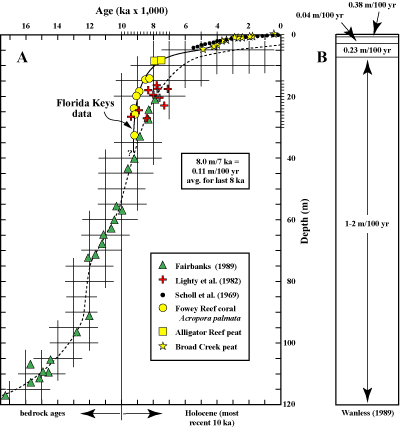 Age (ka x 1,000)
18 16 14 12 10 8 6 4 2 0
A
Florida Keys
data
?
8.0 m/7 ka =
0.11 m/100 yr
avg. for last 8 ka
Fairbanks (1989)
Lighty et al. (1982)
Scholl et al. (1969)
Fowey Reef coral
Acropora palmata
Alligator Reef peat
Broad Creek peat
bedrock ages
Holocene (most
recent 10 ka)
0
20
40
60
80
100
120
Depth (m)
0.38 m/100 yr
0.04 m/100 yr
B
0.23 m/100 yr
1-2 m/100 yr
Wanless (1989)